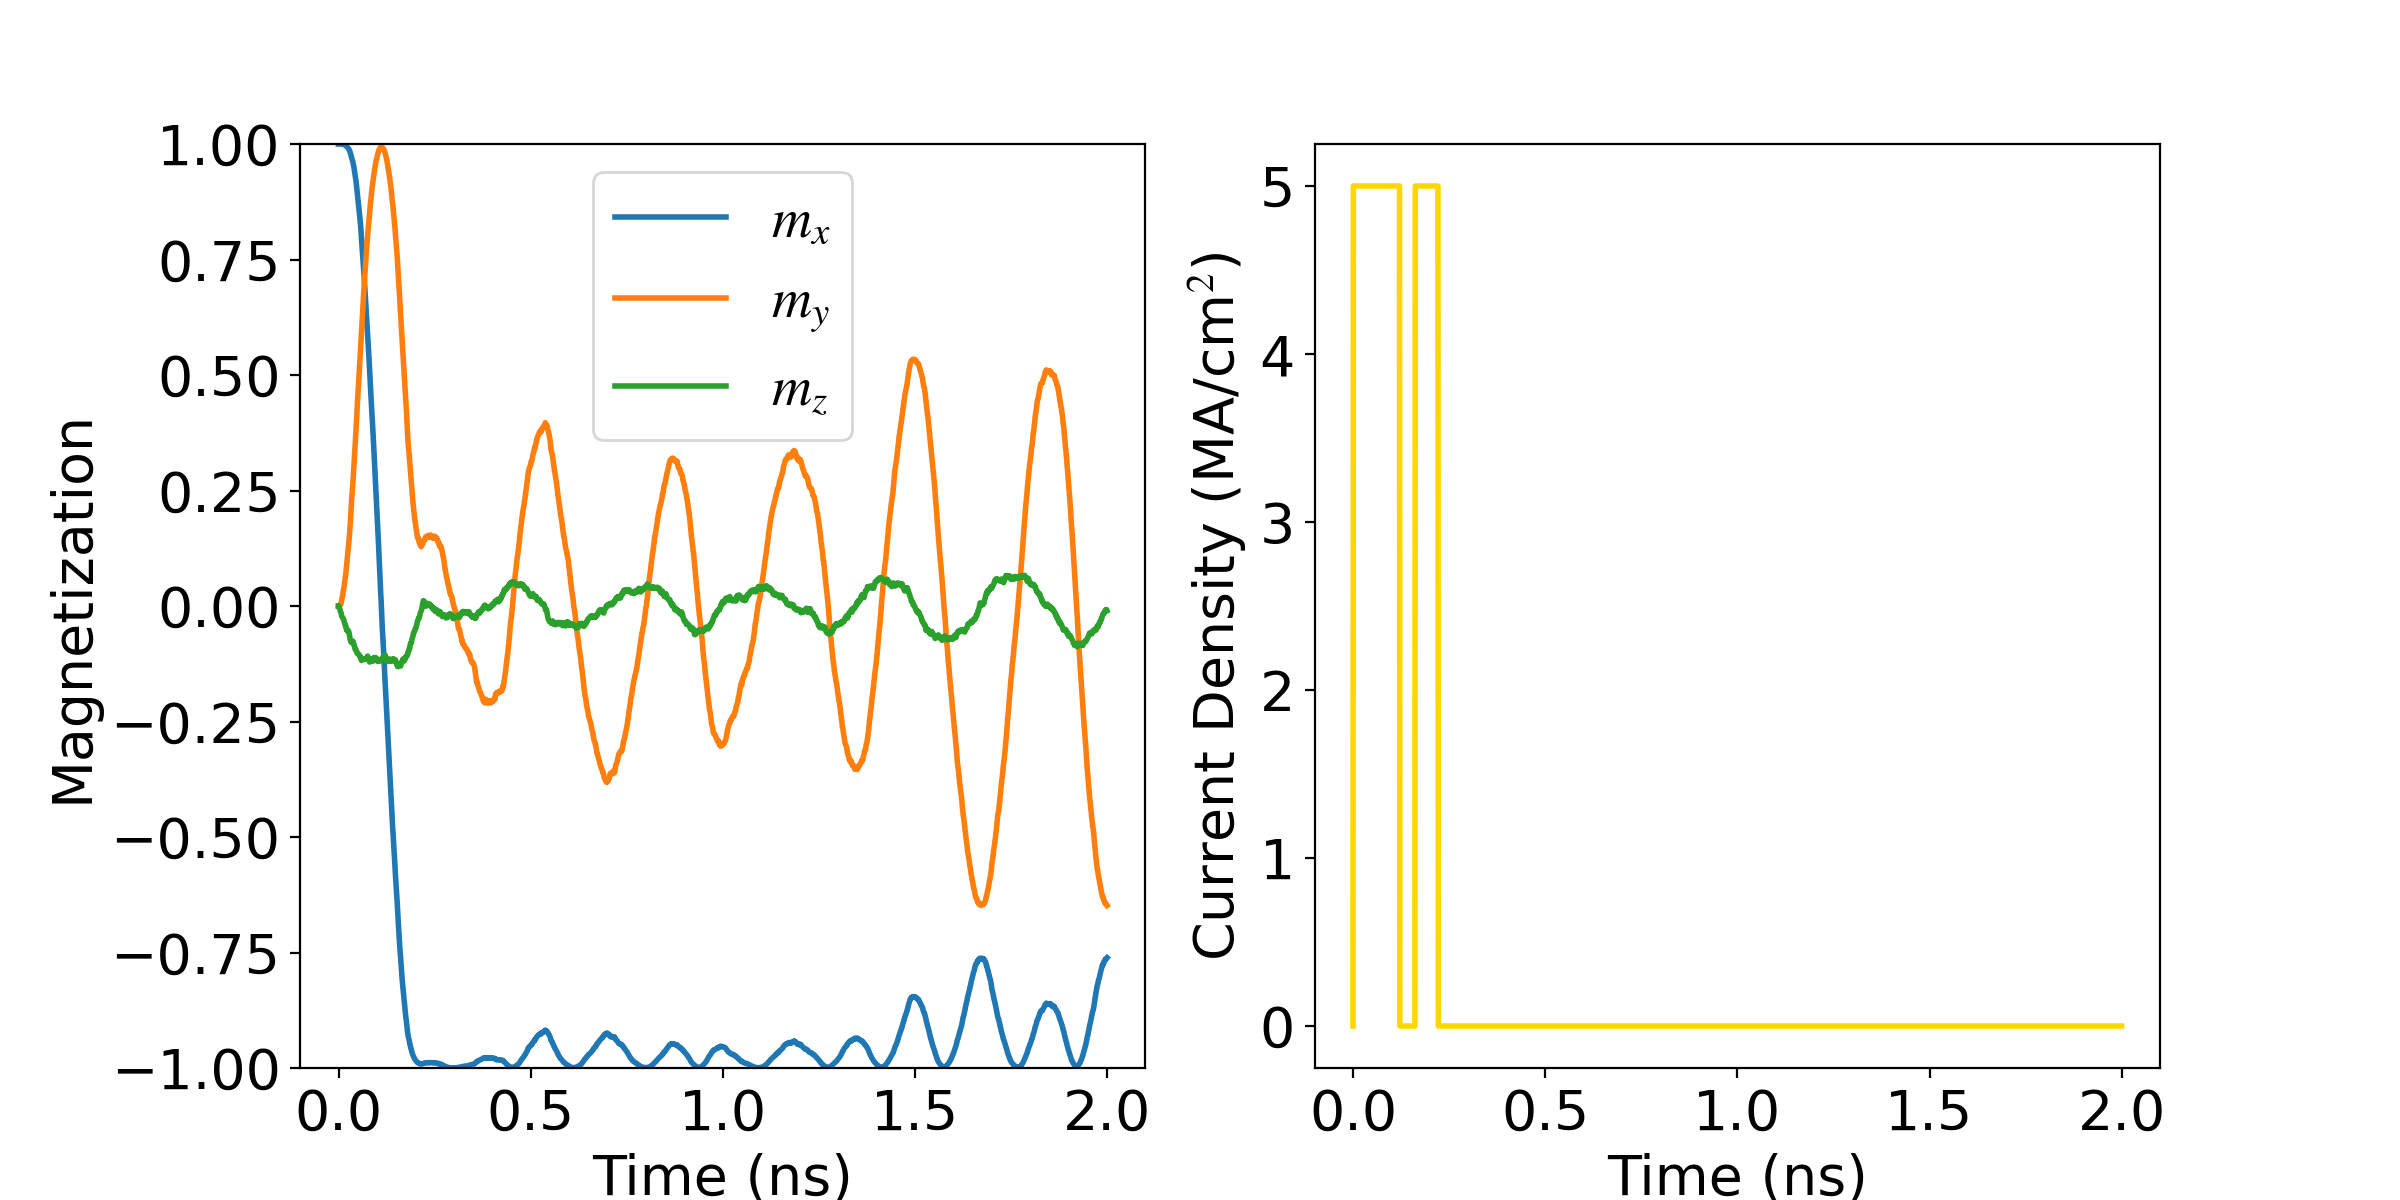 Magnetization
1.00
0.75
0.50
0.25
0.00
−0.25
−0.50
−0.75
−1.00
0.0 0.5 1.0 1.5 2.0
Time (ns)
m_x
m_y
m_z
Current Density (MA/cm²)
5
4
3
2
1
0
0.0 0.5 1.0 1.5 2.0
Time (ns)